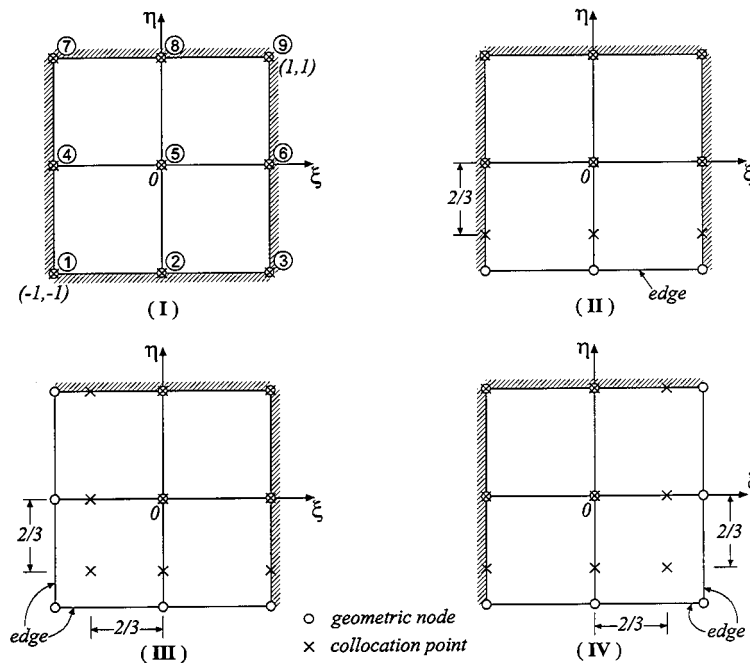 η
⑦ ⑧ ⑨
(1,1)
④ ⑤ ⑥
0 ξ
① ② ③
(-1,-1)
( I )
η
0 ξ
2/3
edge
( II )
η
0 ξ
2/3
edge
2/3
( III )
η
0
2/3
2/3
edge
( IV )
○ geometric node
× collocation point